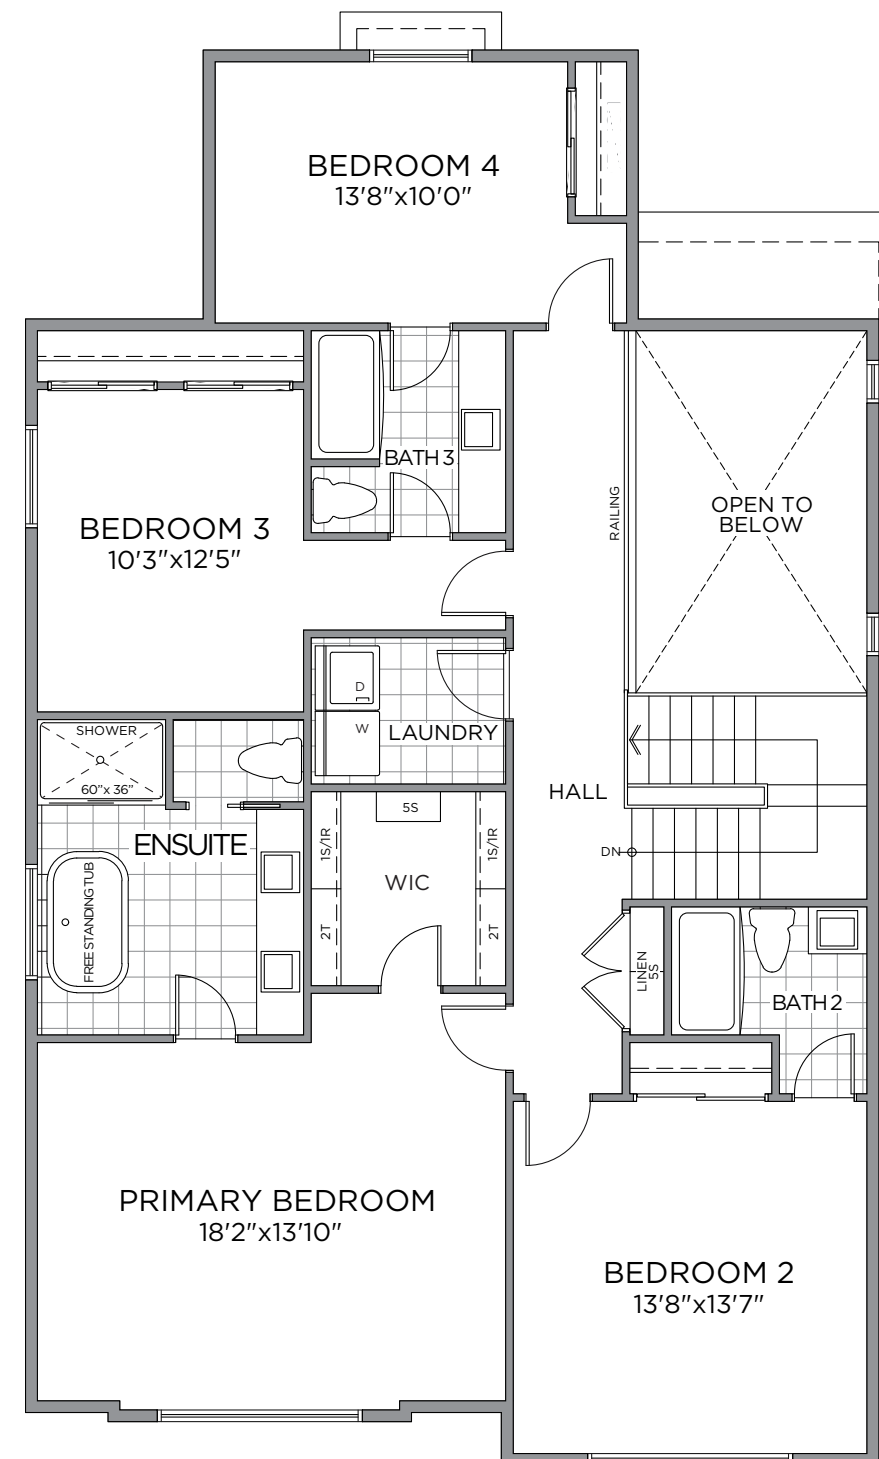 BEDROOM 4
13'8"x10'0"
BATH 3
BEDROOM 3
10'3"x12'5"
RAILING
OPEN TO
BELOW
D
W
LAUNDRY
SHOWER
60"x 36"
HALL
DN
ENSUITE
FREE STANDING TUB
5S
1S/1R
1S/1R
WIC
2T
2T
LINEN
5S
BATH 2
PRIMARY BEDROOM
18'2"x13'10"
BEDROOM 2
13'8"x13'7"